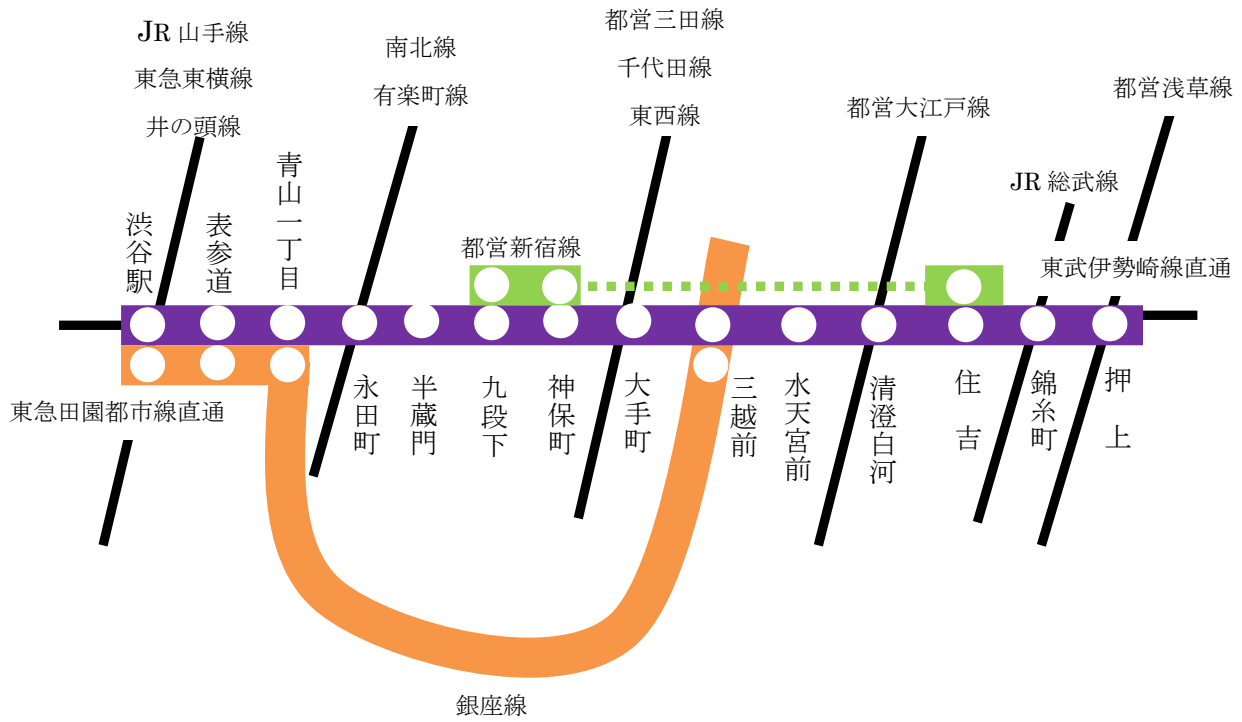 JR 山手線
東急東横線
井の頭線
南北線
有楽町線
都営三田線
千代田線
東西線
都営大江戸線
都営浅草線
JR 総武線
東武伊勢崎線直通
都営新宿線
渋谷駅
表参道
青山一丁目
永田町
半蔵門
九段下
神保町
大手町
三越前
水天宮前
清澄白河
住吉
錦糸町
押上
東急田園都市線直通
銀座線